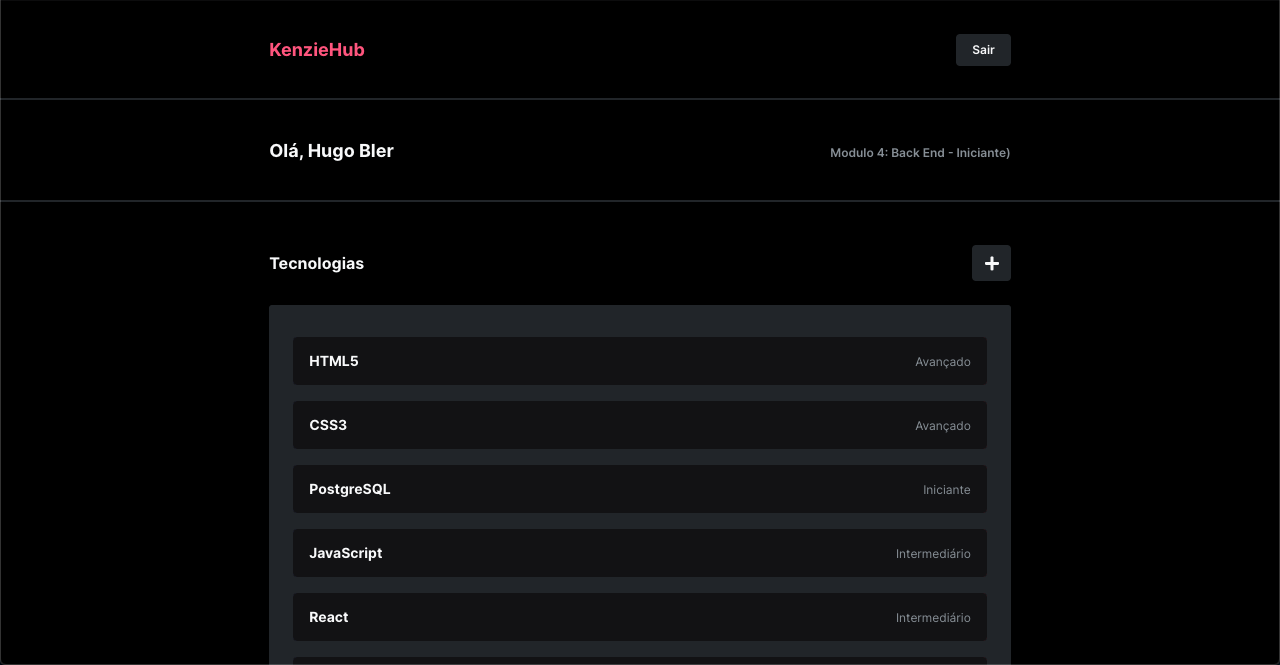 KenzieHub
Sair
Olá, Hugo Bler
Modulo 4: Back End - Iniciante)
Tecnologias
HTML5
Avançado
CSS3
Avançado
PostgreSQL
Iniciante
JavaScript
Intermediário
React
Intermediário